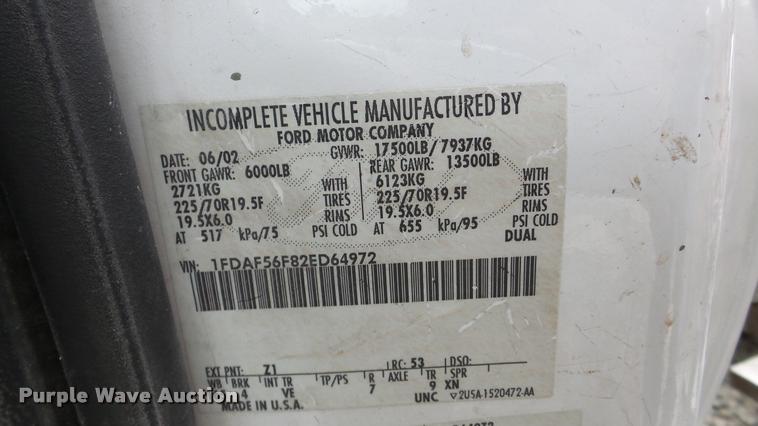 INCOMPLETE VEHICLE MANUFACTURED BY
FORD MOTOR COMPANY
DATE: 06/02 GVWR: 17500LB/7937KG
FRONT GAWR: 6000LB REAR GAWR: 13500LB
2721KG WITH 6123KG WITH
225/70R19.5F TIRES 225/70R19.5F TIRES
19.5X6.0 RIMS 19.5X6.0 RIMS
AT 517 kPa/75 PSI COLD AT 655 kPa/95 PSI COLD
DUAL
VIN: 1FDAF56F82ED64972
EXT PNT: Z1 RC: 53 DSO:
WB BRK INT TR TP/PS R AXLE TR SPR
4 VE 7 9 XN
MADE IN U.S.A. UNC ▽2U5A-1520472-AA
Purple Wave Auction®